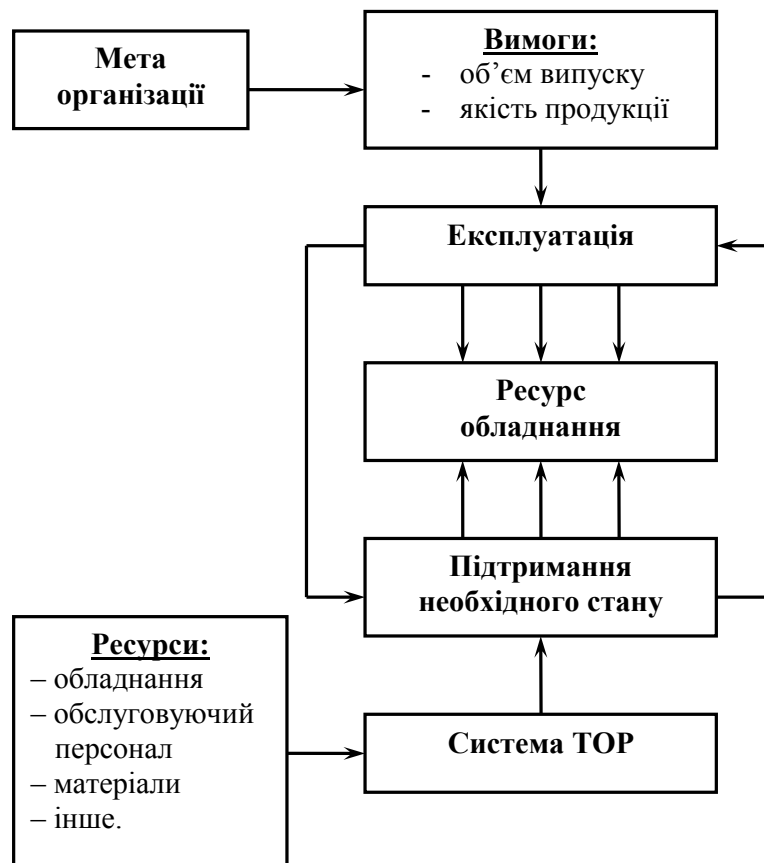 Мета
організації
Вимоги:
- об’єм випуску
- якість продукції
Експлуатація
Ресурс
обладнання
Підтримання
необхідного стану
Ресурси:
– обладнання
– обслуговуючий
персонал
– матеріали
– інше.
Система ТОР